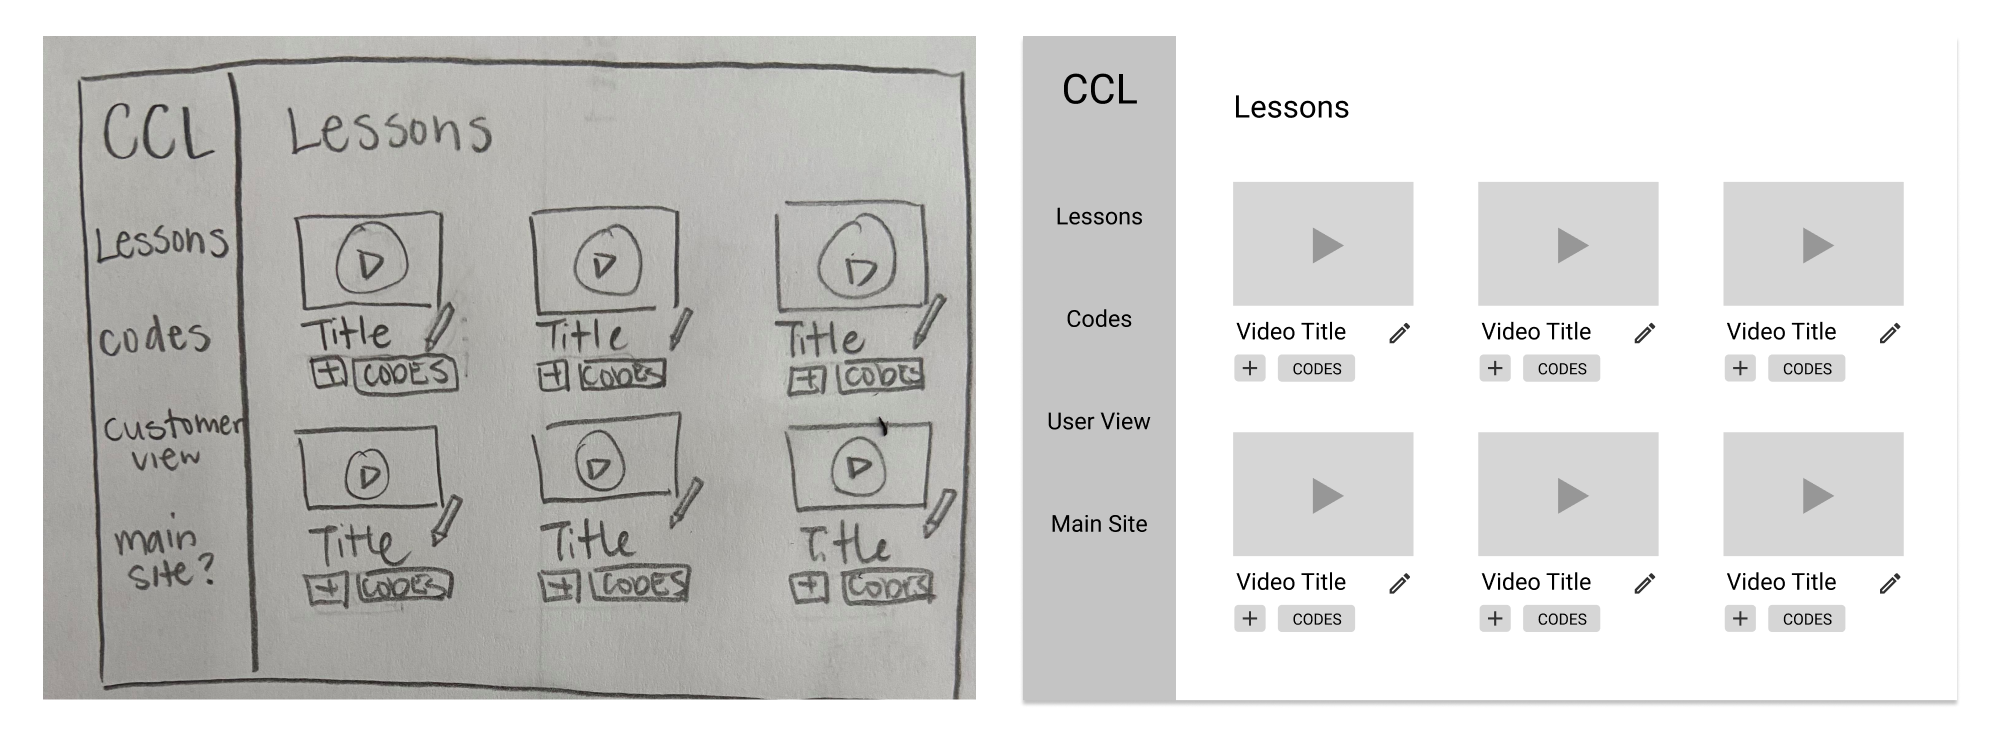 CCL
Lessons
Lessons
codes
customer
view
main
site?
Title
Title
Title
+ CODES
+ CODES
+ CODES
Title
Title
Title
+ CODES
+ CODES
+ CODES
CCL
Lessons
Codes
User View
Main Site
Lessons
Video Title
Video Title
Video Title
+ CODES
+ CODES
+ CODES
Video Title
Video Title
Video Title
+ CODES
+ CODES
+ CODES